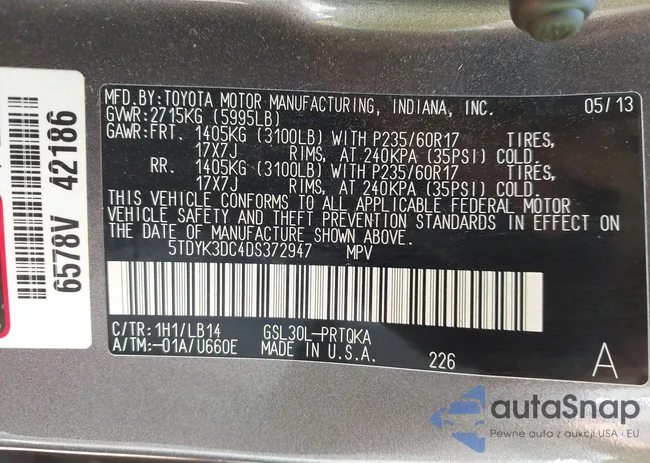 6578V 42186
MFD.BY: TOYOTA MOTOR MANUFACTURING, INDIANA, INC. 05/13
GVWR: 2715KG (5995LB)
GAWR: FRT. 1405KG (3100LB) WITH P235/60R17 TIRES,
17X7J RIMS, AT 240KPA (35PSI) COLD.
RR. 1405KG (3100LB) WITH P235/60R17 TIRES,
17X7J RIMS, AT 240KPA (35PSI) COLD.
THIS VEHICLE CONFORMS TO ALL APPLICABLE FEDERAL MOTOR
VEHICLE SAFETY AND THEFT PREVENTION STANDARDS IN EFFECT ON
THE DATE OF MANUFACTURE SHOWN ABOVE.
5TDYK3DC4DS372947 MPV
C/TR: 1H1/LB14 GSL30L-PRTQKA
A/TM:-01A/U660E MADE IN U.S.A. 226 A
autaSnap
Pewne auta z aukcji USA i EU